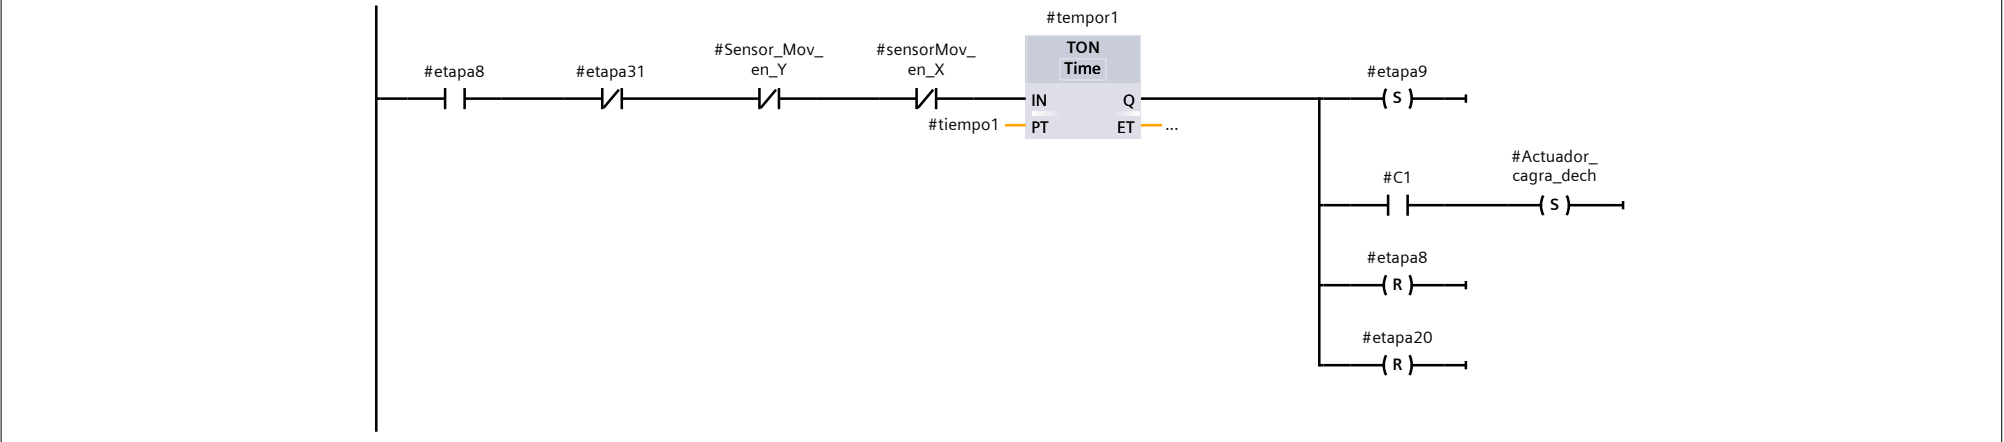 #tempor1
#etapa8
#etapa31
#Sensor_Mov_
en_Y
#sensorMov_
en_X
TON
Time
IN
Q
#tiempo1
PT
ET
...
#etapa9
S
#C1
#Actuador_
cagra_dech
S
#etapa8
R
#etapa20
R